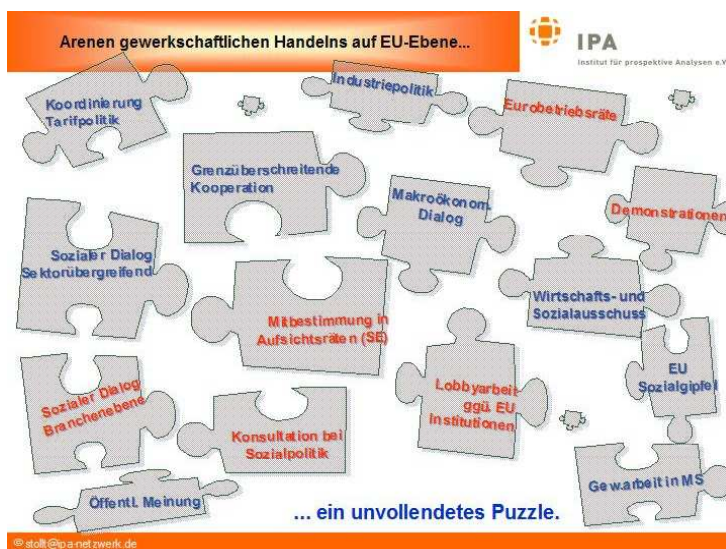 Arenen gewerkschaftlichen Handelns auf EU-Ebene...
IPA
Institut für prospektive Analysen e.V.
Koordinierung
Tarifpolitik
Industriepolitik
Eurobetriebsräte
Grenzüberschreitende
Kooperation
Makroökonom.
Dialog
Demonstrationen
Sozialer Dialog
Sektorübergreifend
Mitbestimmung in
Aufsichtsräten (SE)
Wirtschafts- und
Sozialausschuss
Sozialer Dialog
Branchenebene
Konsultation bei
Sozialpolitik
Lobbyarbeit
ggü. EU
Institutionen
EU
Sozialgipfel
Öffentl. Meinung
Gew.arbeit in MS
... ein unvollendetes Puzzle.
© stollt@ipa-netzwerk.de